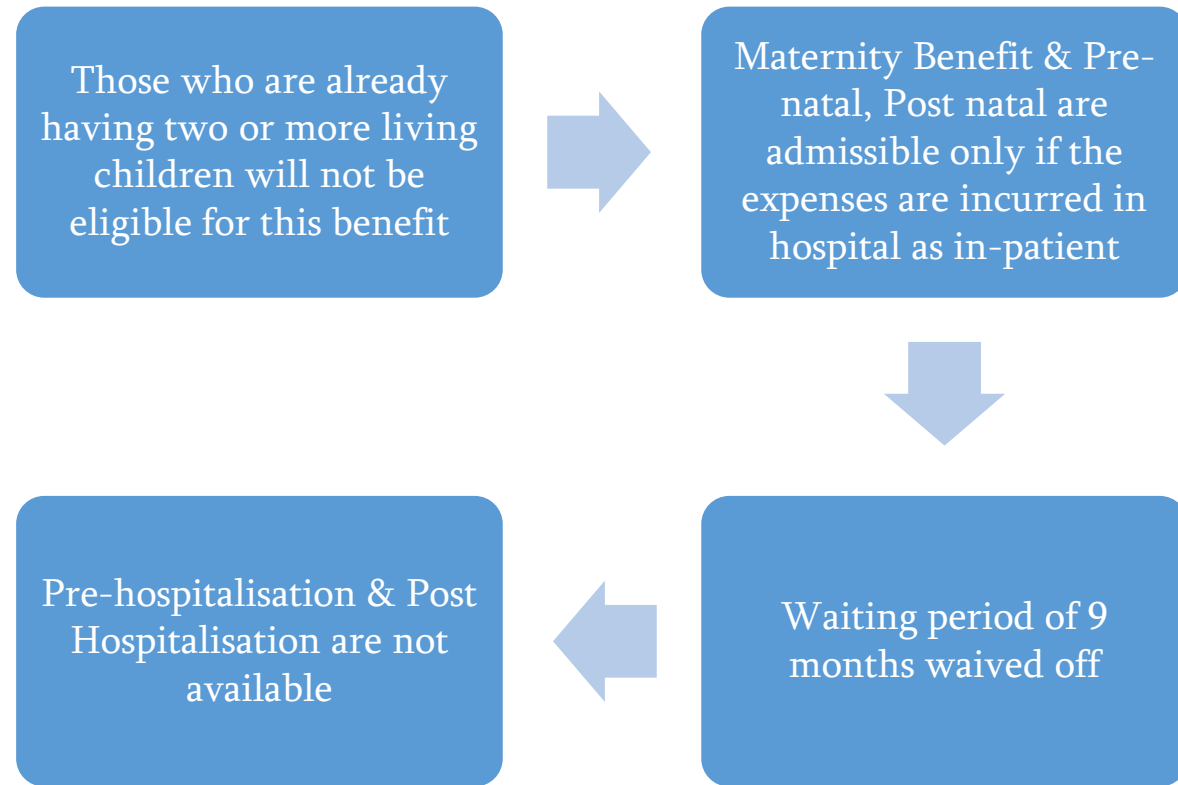 Those who are already
having two or more living
children will not be
eligible for this benefit
Maternity Benefit & Pre-
natal, Post natal are
admissible only if the
expenses are incurred in
hospital as in-patient
Waiting period of 9
months waived off
Pre-hospitalisation & Post
Hospitalisation are not
available